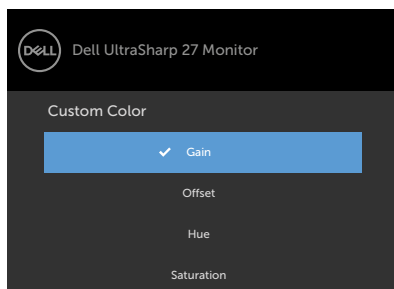 DELL Dell UltraSharp 27 Monitor
Custom Color
Gain
Offset
Hue
Saturation